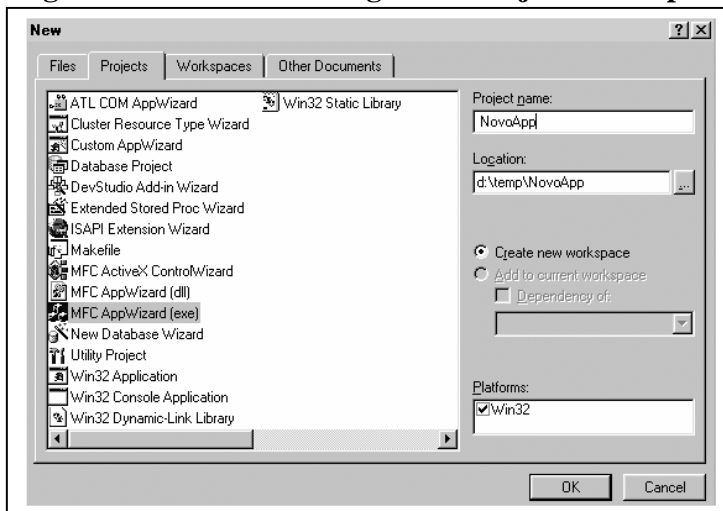 New
Files Projects Workspaces Other Documents
ATL COM AppWizard
Cluster Resource Type Wizard
Custom AppWizard
Database Project
DevStudio Add-in Wizard
Extended Stored Proc Wizard
ISAPI Extension Wizard
Makefile
MFC ActiveX ControlWizard
MFC AppWizard (dll)
MFC AppWizard (exe)
New Database Wizard
Utility Project
Win32 Application
Win32 Console Application
Win32 Dynamic-Link Library
Win32 Static Library
Project name:
NovoApp
Location:
d:\temp\NovoApp
...
Create new workspace
Add to current workspace
Dependency of:
Platforms:
Win32
OK Cancel